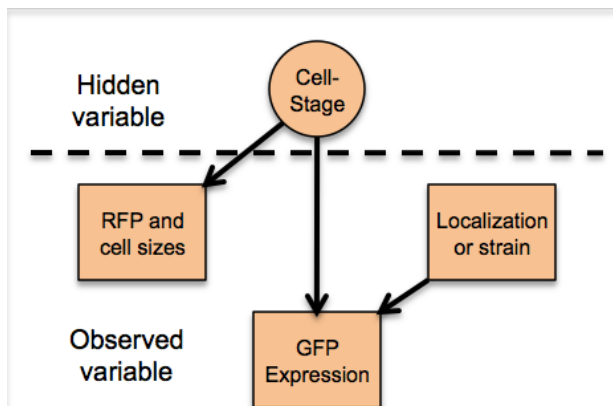 Hidden
variable
Cell-
Stage
RFP and
cell sizes
Localization
or strain
Observed
variable
GFP
Expression